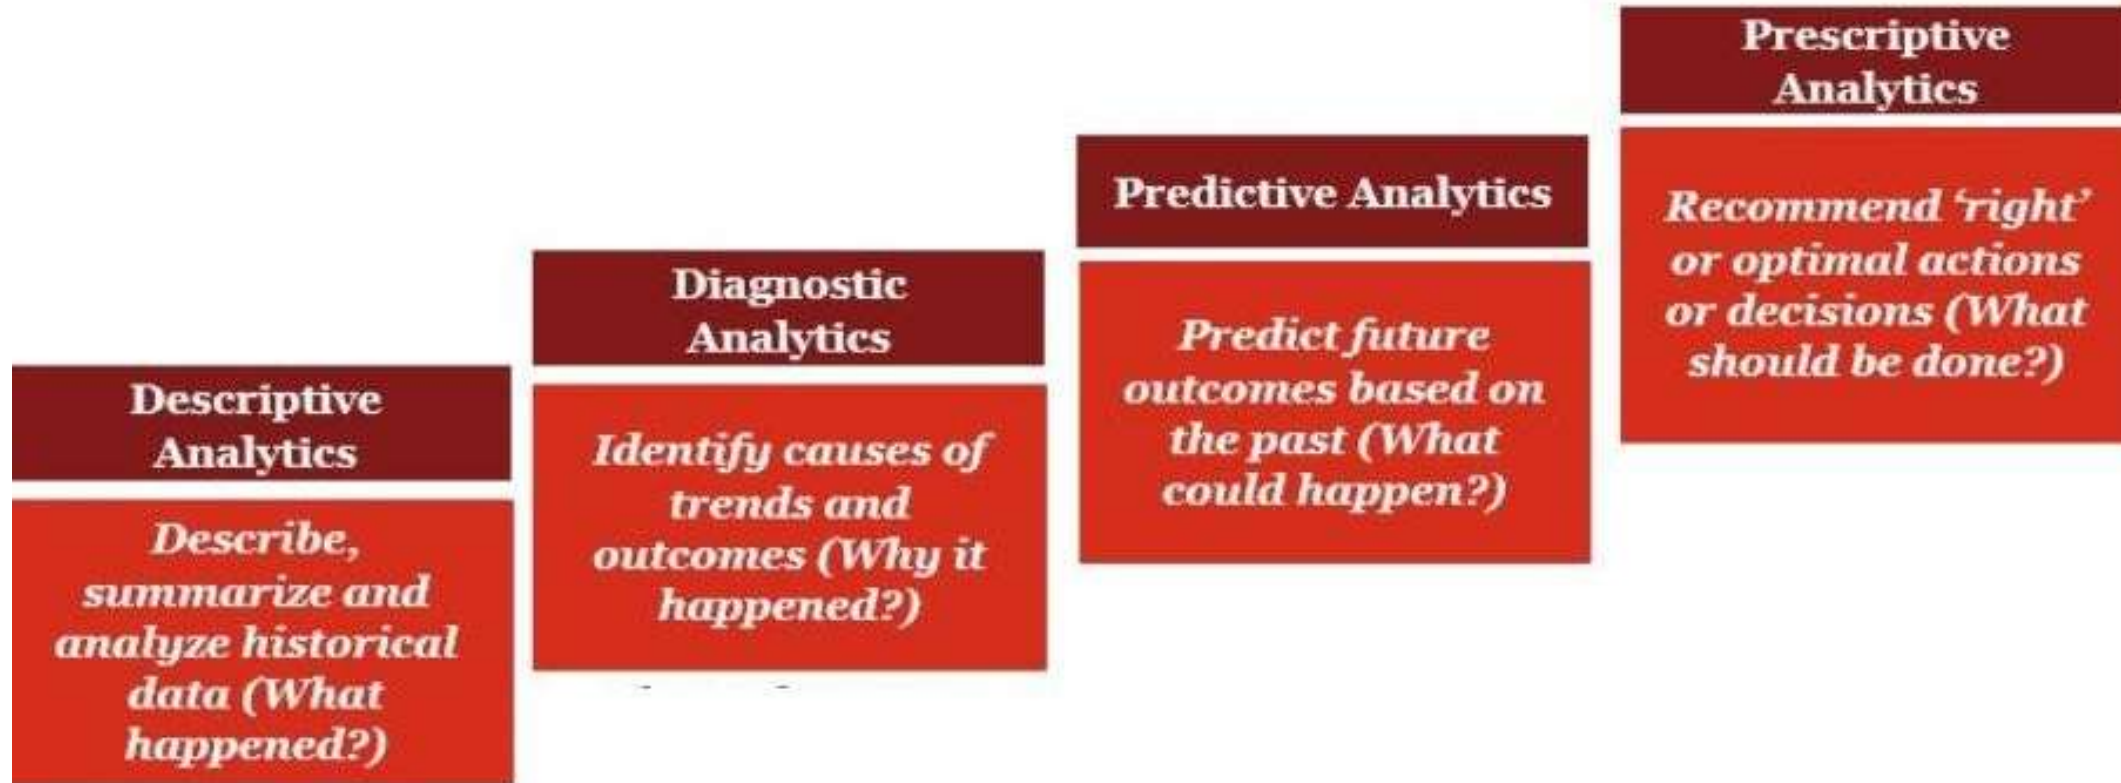 Descriptive
Analytics
Describe,
summarize and
analyze historical
data (What
happened?)
Diagnostic
Analytics
Identify causes of
trends and
outcomes (Why it
happened?)
Predictive Analytics
Predict future
outcomes based on
the past (What
could happen?)
Prescriptive
Analytics
Recommend ‘right’
or optimal actions
or decisions (What
should be done?)